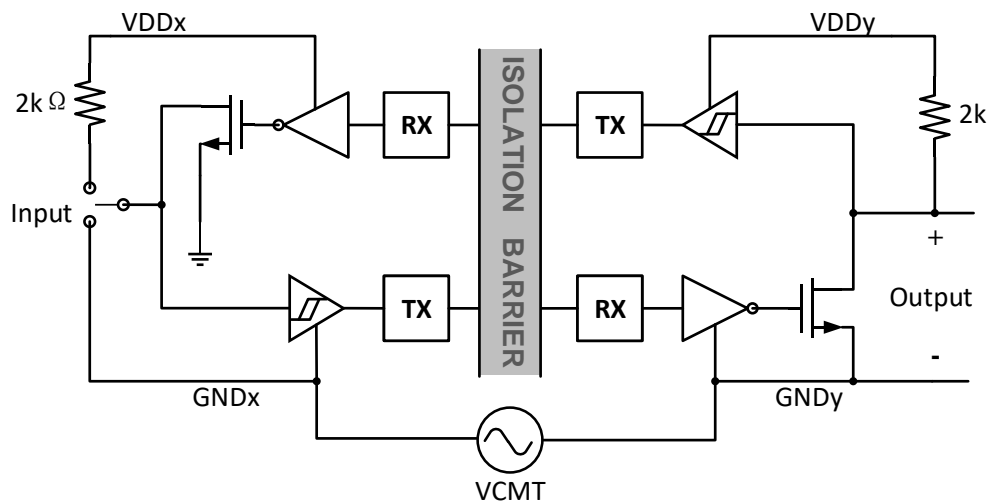 VDDx
VDDy
2k Ω
RX
TX
2k
ISOLATION BARRIER
Input
+
TX
RX
Output
-
GNDx
GNDy
VCMT